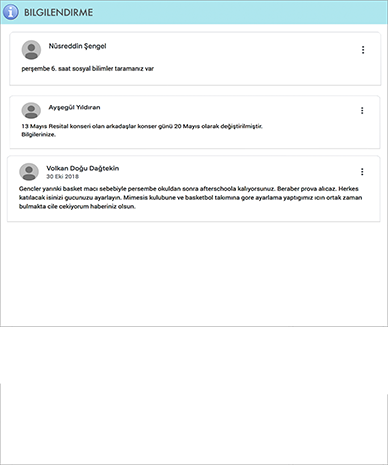 BILGILENDIRME
Nüsreddin Şengel
perşembe 6. saat sosyal bilimler taramanız var
Ayşegül Yıldıran
13 Mayıs Resital konseri olan arkadaşlar konser günü 20 Mayıs olarak değiştirilmiştir.
Bilgilerinize.
Volkan Doğu Dağtekin
30 Eki 2018
Gencler yarınki basket macı sebebiyle persembe okuldan sonra afterschoola kalıyorsunuz. Beraber prova alıcaz. Herkes
katılacak isinizi gucunuzu ayarlayın. Mimesis kulubune ve basketbol takımına gore ayarlama yaptıgımız ıcın ortak zaman
bulmakta cile cekiyorum haberiniz olsun.